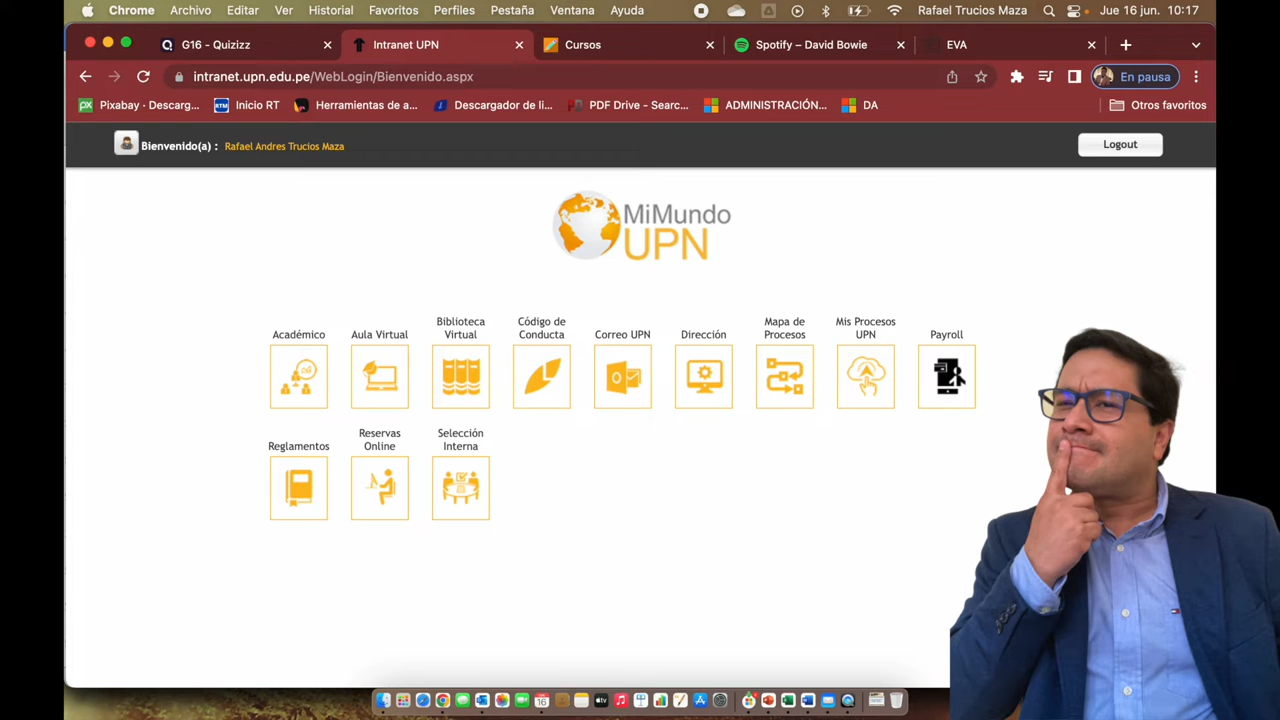 Chrome Archivo Editar Ver Historial Favoritos Perfiles Pestaña Ventana Ayuda Rafael Trucios Maza Jue 16 jun. 10:17
G16 - Quizizz Intranet UPN Cursos Spotify – David Bowie EVA
intranet.upn.edu.pe/WebLogin/Bienvenido.aspx En pausa
Pixabay · Descarg... Inicio RT Herramientas de a... Descargador de li... PDF Drive - Searc... ADMINISTRACIÓN... DA Otros favoritos
Bienvenido(a) : Rafael Andres Trucios Maza Logout
MiMundo
UPN
Académico Aula Virtual Biblioteca Virtual Código de Conducta Correo UPN Dirección Mapa de Procesos Mis Procesos UPN Payroll
Reglamentos Reservas Online Selección Interna